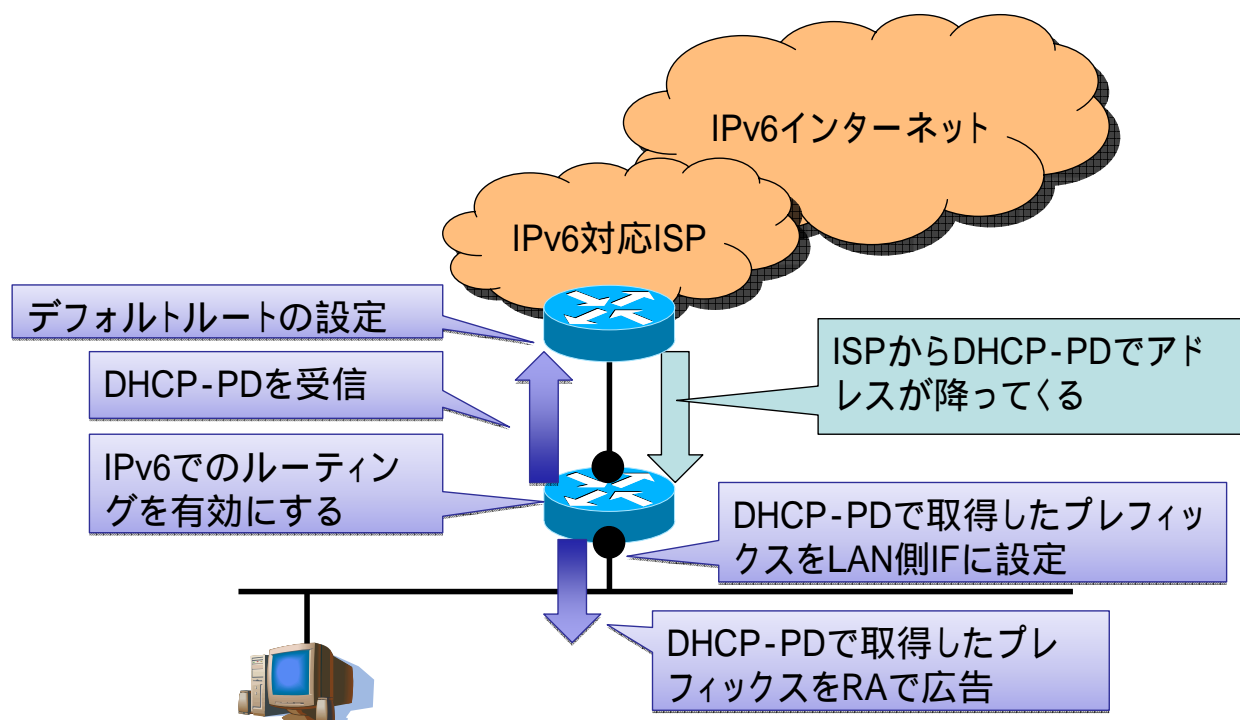 IPv6インターネット
IPv6対応ISP
デフォルトルートの設定
DHCP-PDを受信
IPv6でのルーティン
グを有効にする
ISPからDHCP-PDでアド
レスが降ってくる
DHCP-PDで取得したプレフィッ
クスをLAN側IFに設定
DHCP-PDで取得したプレ
フィックスをRAで広告